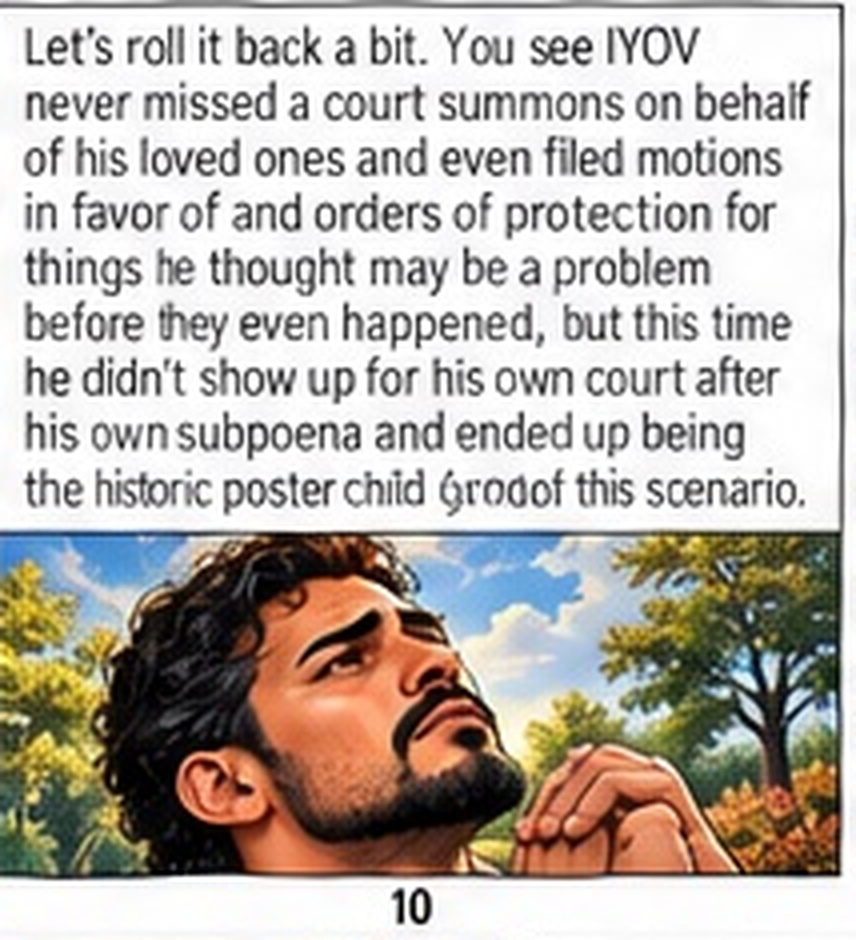 Let's roll it back a bit. You see IYOV
never missed a court summons on behalf
of his loved ones and even filed motions
in favor of and orders of protection for
things he thought may be a problem
before they even happened, but this time
he didn't show up for his own court after
his own subpoena and ended up being
the historic poster child of this scenario.
10